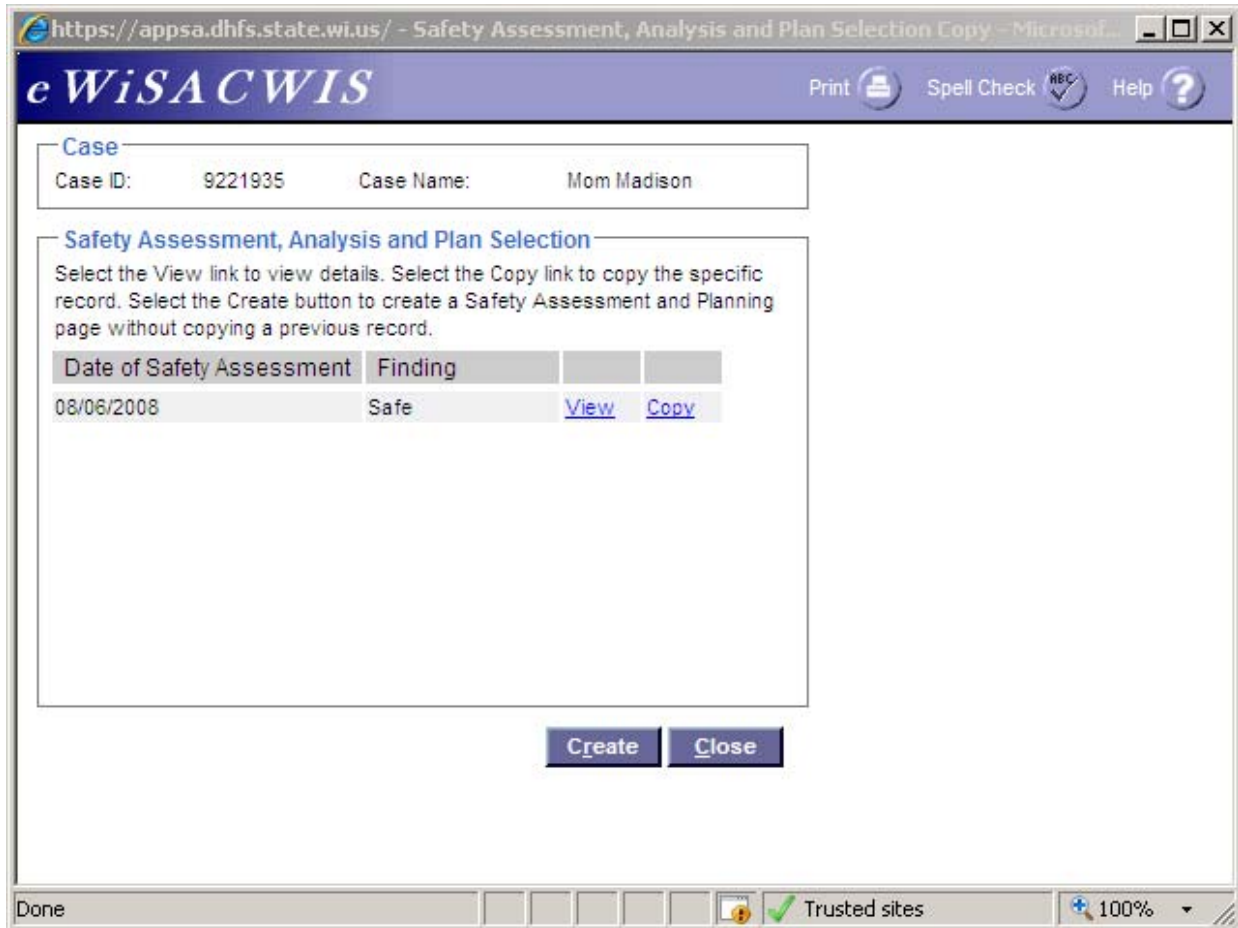 https://appsa.dhfs.state.wi.us/ - Safety Assessment, Analysis and Plan Selection Copy - Microsof...
e WiSACWIS Print Spell Check ABC Help ?
Case
Case ID: 9221935 Case Name: Mom Madison
Safety Assessment, Analysis and Plan Selection
Select the View link to view details. Select the Copy link to copy the specific
record. Select the Create button to create a Safety Assessment and Planning
page without copying a previous record.
Date of Safety Assessment Finding
08/06/2008 Safe View Copy
Create Close
Done Trusted sites 100%